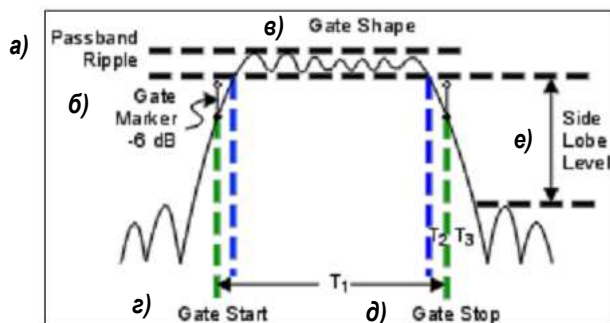 в) Gate Shape
а) Passband
Ripple
б) Gate
Marker
-6 dB
Side
е) Lobe
Level
T2 T3
T1
г) д)
Gate Start Gate Stop